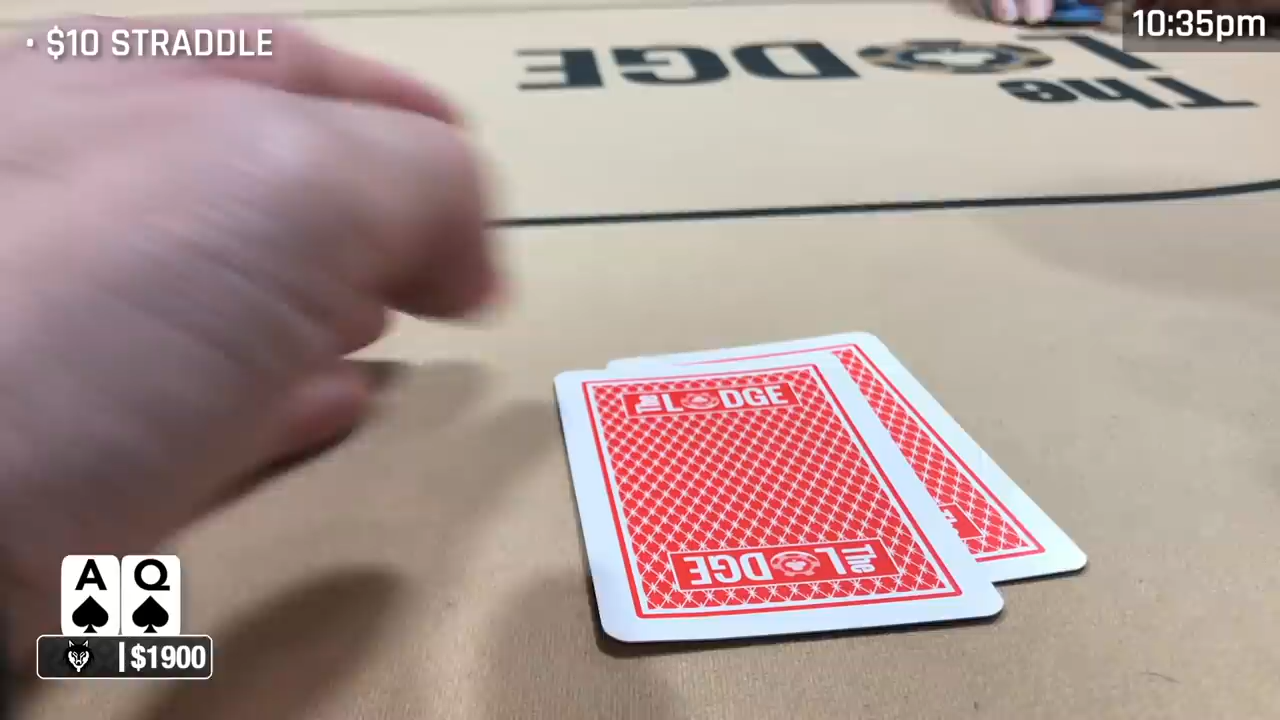 • $10 STRADDLE
10:35pm
The LODGE
The LODGE
The LODGE
A Q
| $1900